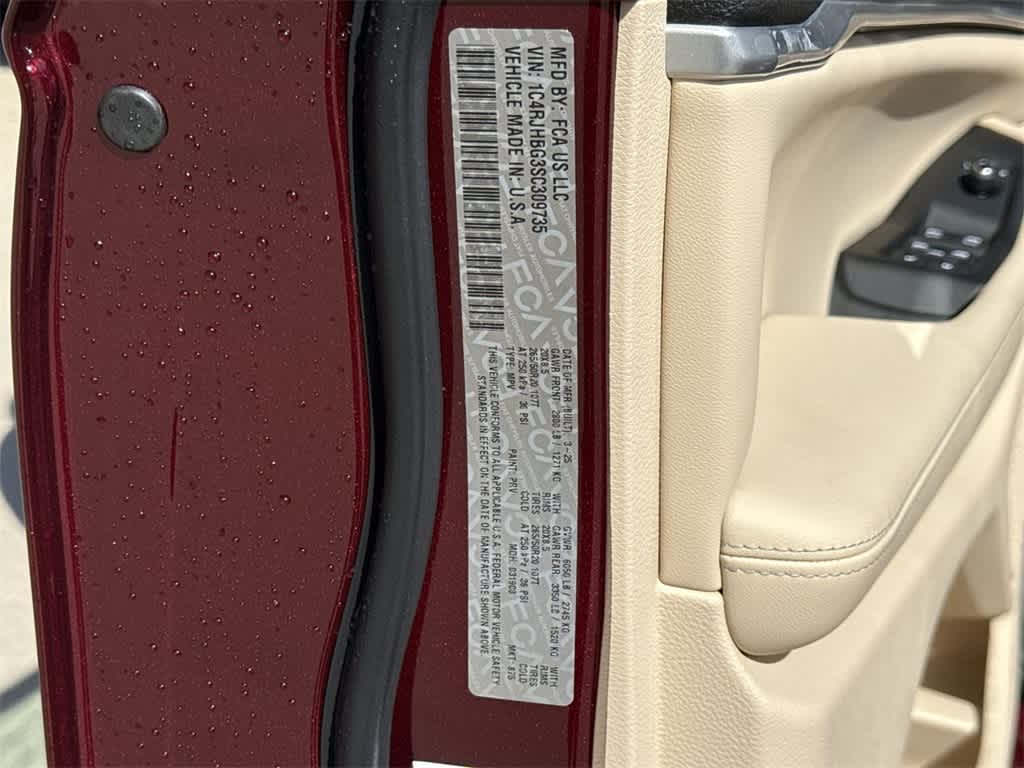 MFD BY: FCA US LLC
VIN: 1C4RJHBG3SC309735
VEHICLE MADE IN: U.S.A.
DATE OF MFR (BUILT): 3-25 GVWR: 6050 LB / 2745 KG
GAWR FRONT: 2800 LB / 1271 KG WITH GAWR REAR: 3350 LB / 1520 KG WITH
20X8.5 RIMS 20X8.5 RIMS
265/50R20 107T TIRES 265/50R20 107T TIRES
AT 250 kPa / 36 PSI COLD AT 250 kPa / 36 PSI COLD
TYPE: MPV PAINT: PRV MDH: 031903 MKT: 875
THIS VEHICLE CONFORMS TO ALL APPLICABLE U.S.A. FEDERAL MOTOR VEHICLE SAFETY
STANDARDS IN EFFECT ON THE DATE OF MANUFACTURE SHOWN ABOVE.